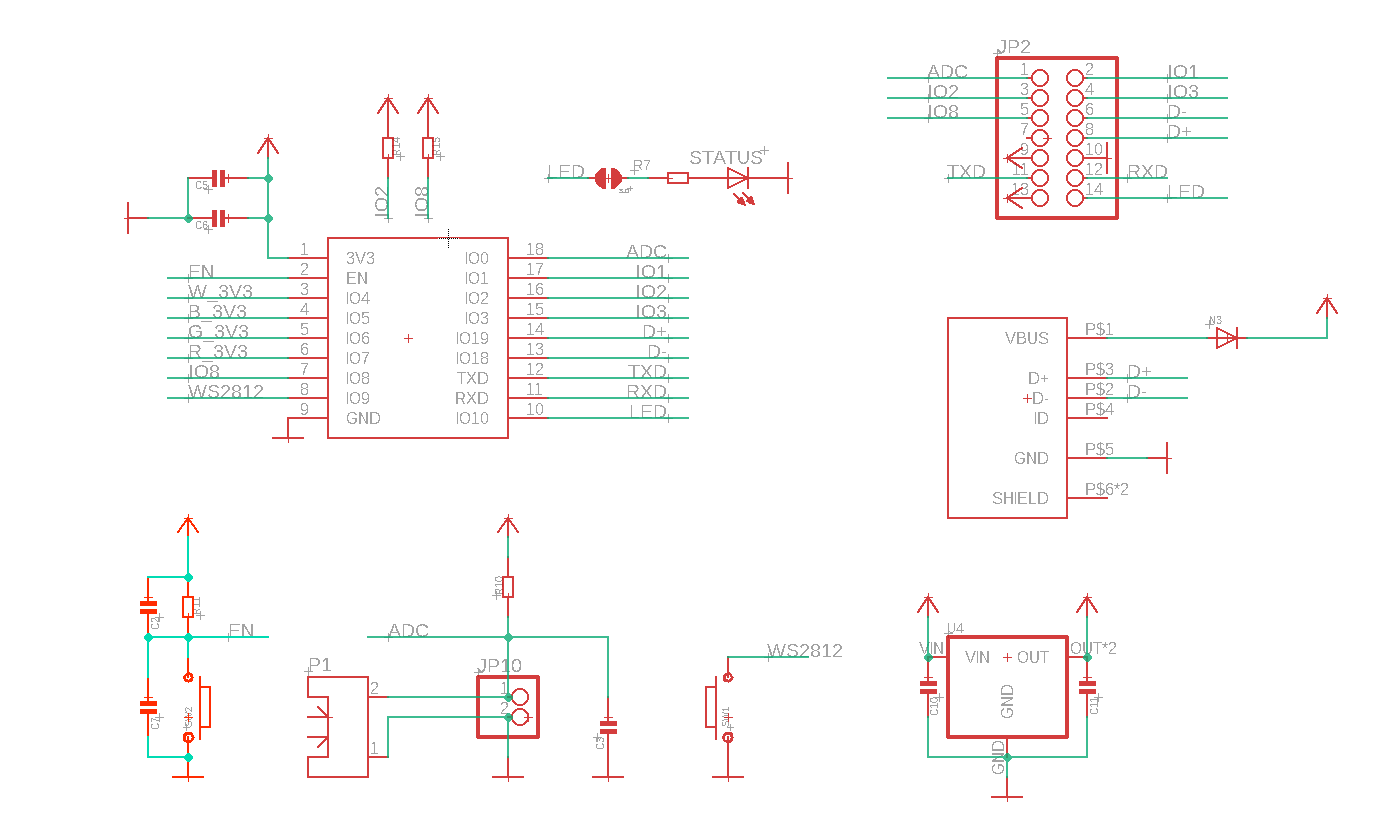 JP2
ADC 1 2 IO1
IO2 3 4 IO3
IO8 5 6 D-
7 8 D+
9 10
TXD 11 12 RXD
13 14 LED
R14 R15
C5
C6
IO2 IO8
LED R7 STATUS
1 3V3 IO0 18 ADC
EN 2 EN IO1 17 IO1
W_3V3 3 IO4 IO2 16 IO2
B_3V3 4 IO5 IO3 15 IO3
G_3V3 5 IO6 IO19 14 D+
R_3V3 6 IO7 IO18 13 D-
IO8 7 IO8 TXD 12 TXD
WS2812 8 IO9 RXD 11 RXD
9 GND IO10 10 LED
VBUS P$1 N3
D+ P$3 D+
D- P$2 D-
ID P$4
GND P$5
SHIELD P$6*2
C2 R11 EN
C7
R10
ADC
P1 JP10
2 1
1 2
C3
WS2812
SW1
U4
VIN VIN OUT OUT*2
GND
C10 C11
GND